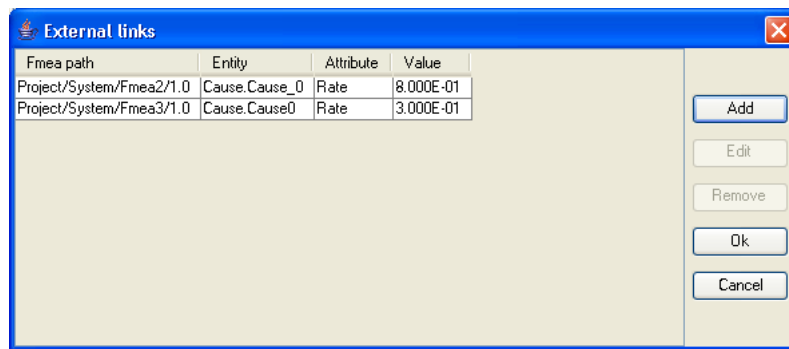 External links
Fmea path Entity Attribute Value
Project/System/Fmea2/1.0 Cause.Cause_0 Rate 8.000E-01
Project/System/Fmea3/1.0 Cause.Cause0 Rate 3.000E-01
Add
Edit
Remove
Ok
Cancel